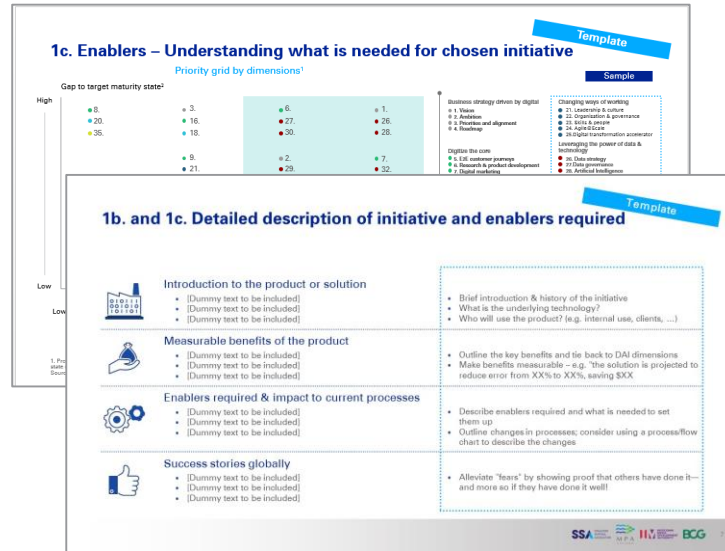 1c. Enablers – Understanding what is needed for chosen initiative
Template
Priority grid by dimensions¹
Sample
Gap to target maturity state²
High
8.
3.
6.
1.
20.
16.
27.
26.
35.
18.
30.
28.
9.
2.
7.
21.
29.
32.
Low
Low
Business strategy driven by digital
1. Vision
2. Ambition
3. Priorities and alignment
4. Roadmap
Digitize the core
5. E2E customer journeys
6. Research & product development
7. Digital marketing
Changing ways of working
21. Leadership & culture
22. Organisation & governance
23. Skills & people
24. Agile@Scale
25.Digital transformation accelerator
Leveraging the power of data &
technology
26. Data strategy
27.Data governance
28. Artificial Intelligence
1. Pro
state
Sourc
1b. and 1c. Detailed description of initiative and enablers required
Template
Introduction to the product or solution
• [Dummy text to be included]
• [Dummy text to be included]
• [Dummy text to be included]
• Brief introduction & history of the initiative
• What is the underlying technology?
• Who will use the product? (e.g. internal use, clients, ...)
Measurable benefits of the product
• [Dummy text to be included]
• [Dummy text to be included]
• [Dummy text to be included]
• Outline the key benefits and tie back to DAI dimensions
• Make benefits measurable – e.g. "the solution is projected to
reduce error from XX% to XX%, saving $XX
Enablers required & impact to current processes
• [Dummy text to be included]
• [Dummy text to be included]
• [Dummy text to be included]
• Describe enablers required and what is needed to set
them up
• Outline changes in processes; consider using a process/flow
chart to describe the changes
Success stories globally
• [Dummy text to be included]
• [Dummy text to be included]
• [Dummy text to be included]
• Alleviate "fears" by showing proof that others have done it—
and more so if they have done it well!
SSA
MPA
BCG